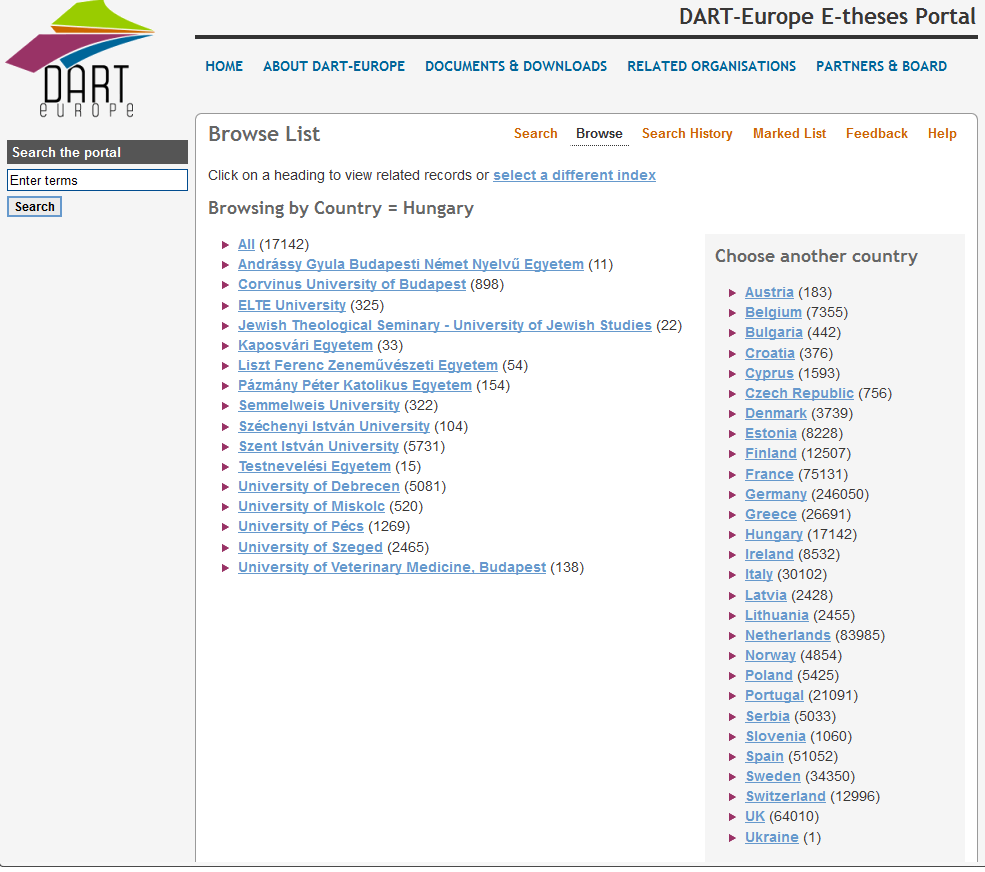 DART-Europe E-theses Portal
DART
europe
HOME ABOUT DART-EUROPE DOCUMENTS & DOWNLOADS RELATED ORGANISATIONS PARTNERS & BOARD
Search the portal
Enter terms
Search
Browse List
Search Browse Search History Marked List Feedback Help
Click on a heading to view related records or select a different index
Browsing by Country = Hungary
All (17142)
Andrássy Gyula Budapesti Német Nyelvű Egyetem (11)
Corvinus University of Budapest (898)
ELTE University (325)
Jewish Theological Seminary - University of Jewish Studies (22)
Kaposvári Egyetem (33)
Liszt Ferenc Zeneművészeti Egyetem (54)
Pázmány Péter Katolikus Egyetem (154)
Semmelweis University (322)
Széchenyi István University (104)
Szent István University (5731)
Testnevelési Egyetem (15)
University of Debrecen (5081)
University of Miskolc (520)
University of Pécs (1269)
University of Szeged (2465)
University of Veterinary Medicine, Budapest (138)
Choose another country
Austria (183)
Belgium (7355)
Bulgaria (442)
Croatia (376)
Cyprus (1593)
Czech Republic (756)
Denmark (3739)
Estonia (8228)
Finland (12507)
France (75131)
Germany (246050)
Greece (26691)
Hungary (17142)
Ireland (8532)
Italy (30102)
Latvia (2428)
Lithuania (2455)
Netherlands (83985)
Norway (4854)
Poland (5425)
Portugal (21091)
Serbia (5033)
Slovenia (1060)
Spain (51052)
Sweden (34350)
Switzerland (12996)
UK (64010)
Ukraine (1)